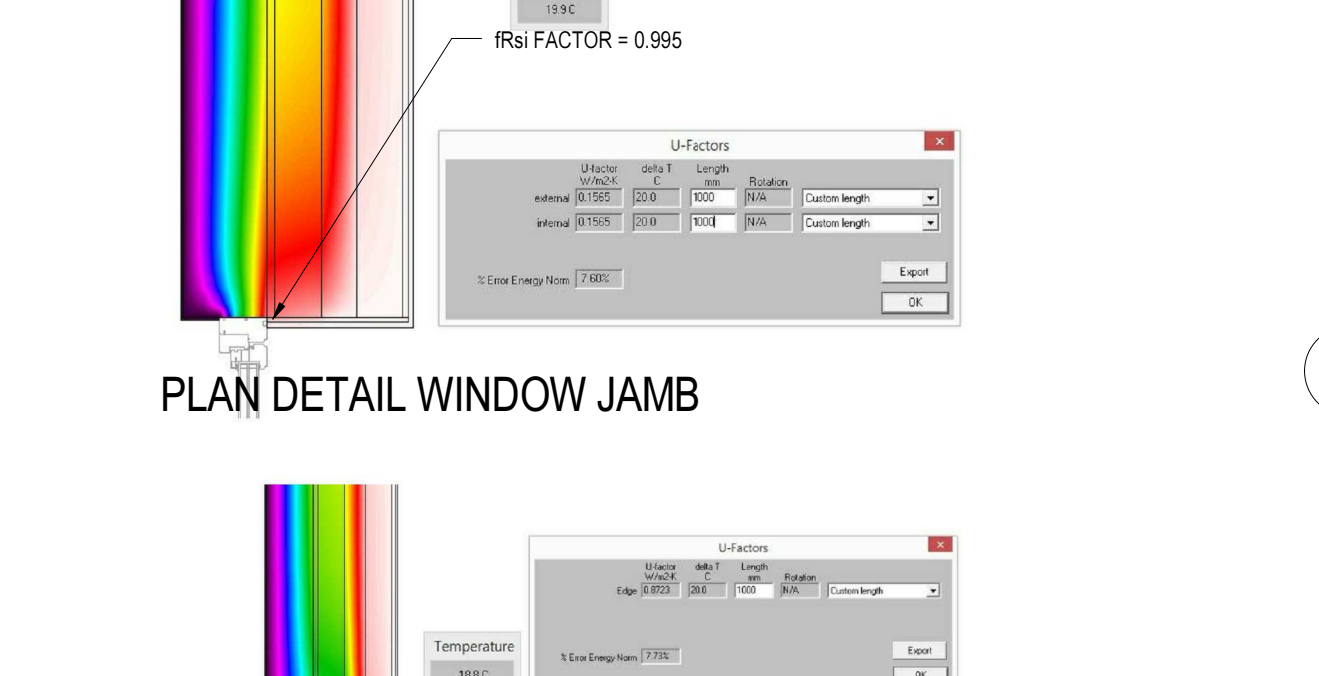 19.9 C
fRsi FACTOR = 0.995
U-Factors
U-factor delta T Length
W/m2-K C mm Rotation
external 0.1565 20.0 1000 N/A Custom length
internal 0.1565 20.0 1000 N/A Custom length
% Error Energy Norm 7.60% Export
OK
PLAN DETAIL WINDOW JAMB
U-Factors
U-factor delta T Length
W/m2-K C mm Rotation
Edge 0.8723 20.0 1000 N/A Custom length
Temperature
% Error Energy Norm 7.73% Export
18.8 C
OK